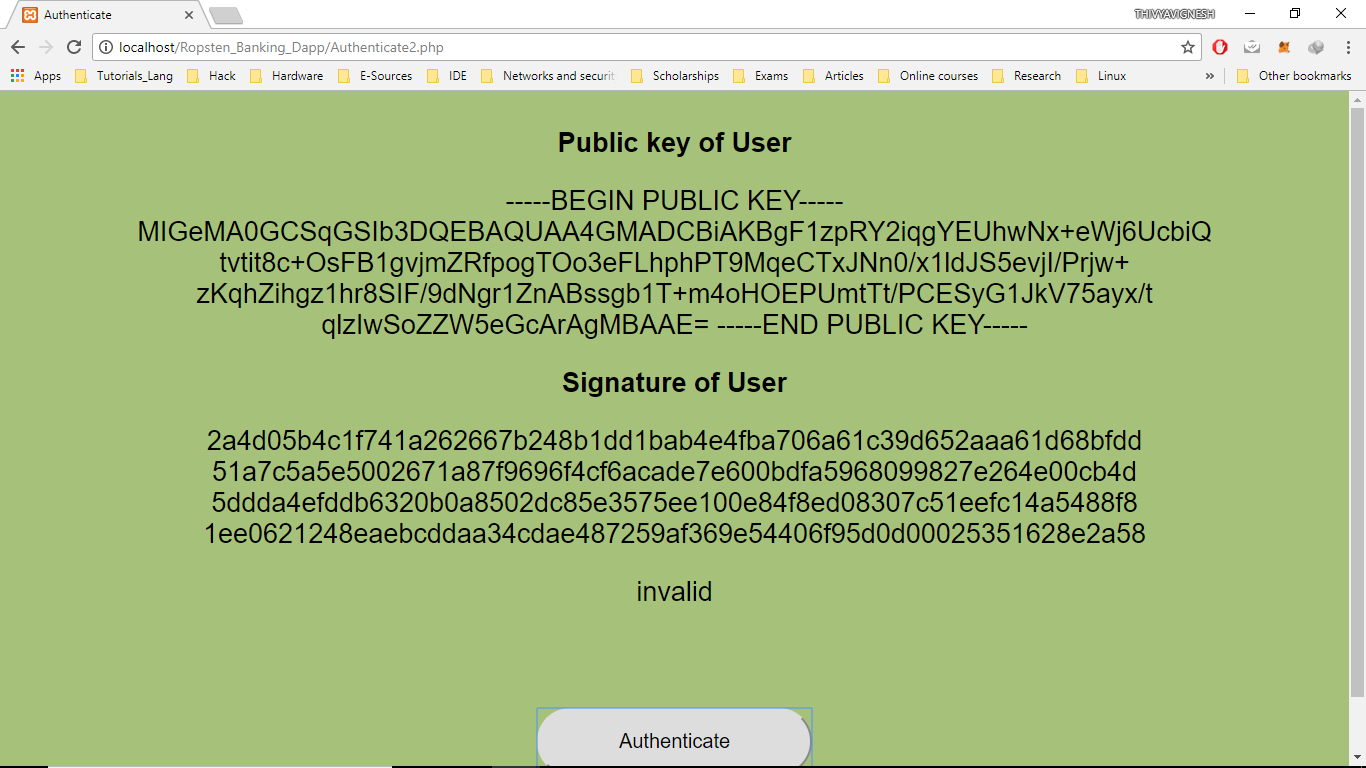 Authenticate
THIVYAVIGNESH
localhost/Ropsten_Banking_Dapp/Authenticate2.php
Apps Tutorials_Lang Hack Hardware E-Sources IDE Networks and securit Scholarships Exams Articles Online courses Research Linux » Other bookmarks
Public key of User
-----BEGIN PUBLIC KEY-----
MIGeMA0GCSqGSIb3DQEBAQUAA4GMADCBiAKBgF1zpRY2iqgYEUhwNx+eWj6UcbiQ
tvtit8c+OsFB1gvjmZRfpogTOo3eFLhphPT9MqeCTxJNn0/x1IdJS5evjI/Prjw+
zKqhZihgz1hr8SIF/9dNgr1ZnABssgb1T+m4oHOEPUmtTt/PCESyG1JkV75ayx/t
qIzIwSoZZW5eGcArAgMBAAE= -----END PUBLIC KEY-----
Signature of User
2a4d05b4c1f741a262667b248b1dd1bab4e4fba706a61c39d652aaa61d68bfdd
51a7c5a5e5002671a87f9696f4cf6acade7e600bdfa5968099827e264e00cb4d
5ddda4efddb6320b0a8502dc85e3575ee100e84f8ed08307c51eefc14a5488f8
1ee0621248eaebcddaa34cdae487259af369e54406f95d0d00025351628e2a58
invalid
Authenticate